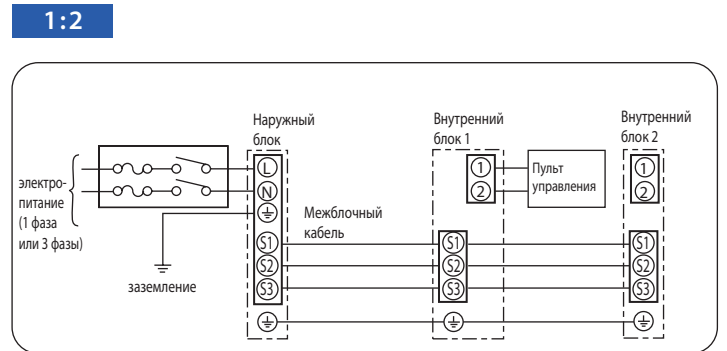 1:2
Наружный
блок
Внутренний
блок 1
Внутренний
блок 2
электро-
питание
(1 фаза
или 3 фазы)
L
N
S1
S2
S3
заземление
Межблочный
кабель
1
2
S1
S2
S3
Пульт
управления
1
2
S1
S2
S3